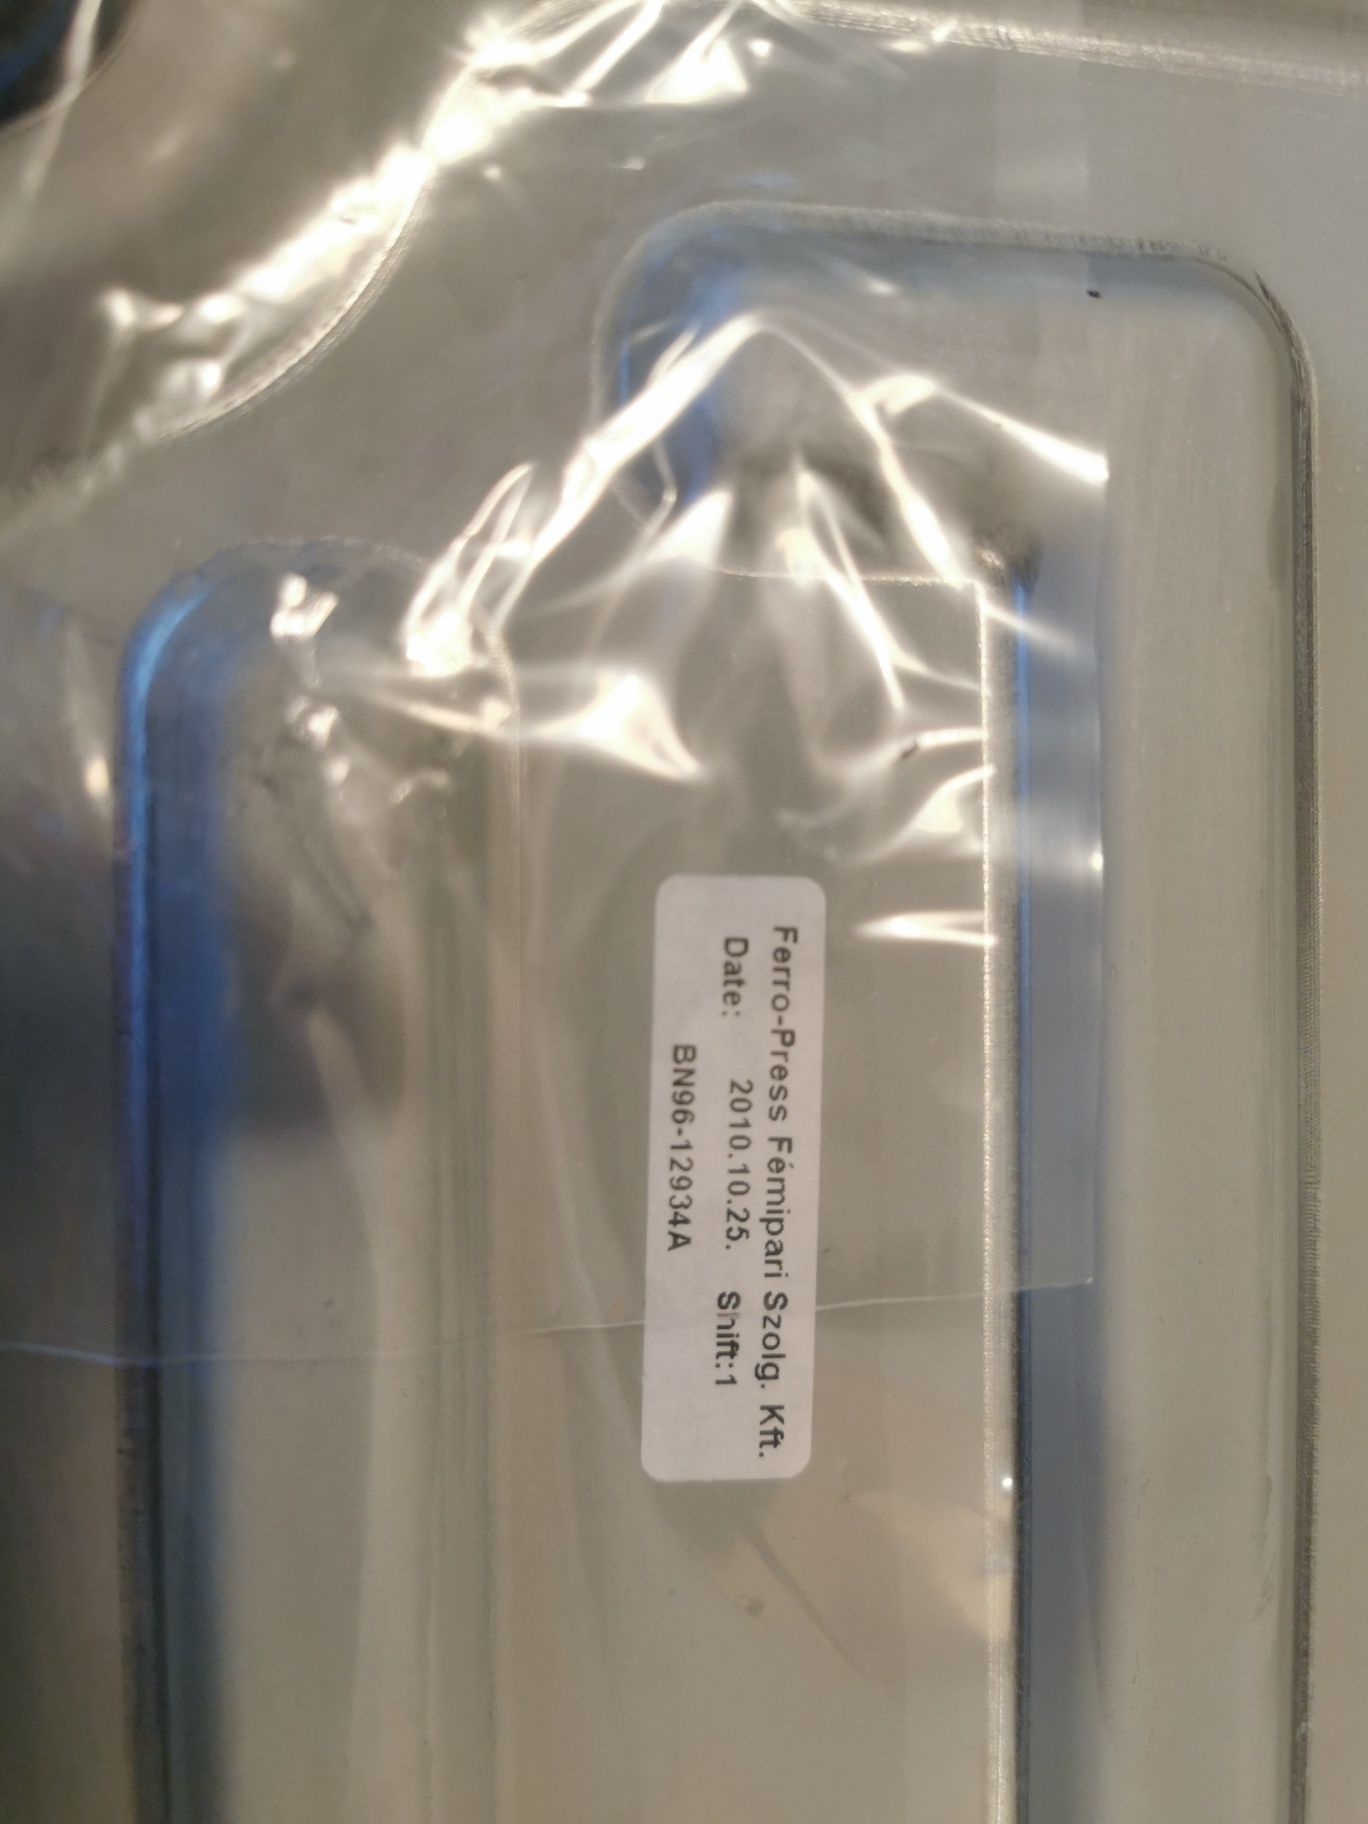 Ferro-Press Fémipari Szolg. Kft.
Date: 2010.10.25. Shift:1
BN96-12934A